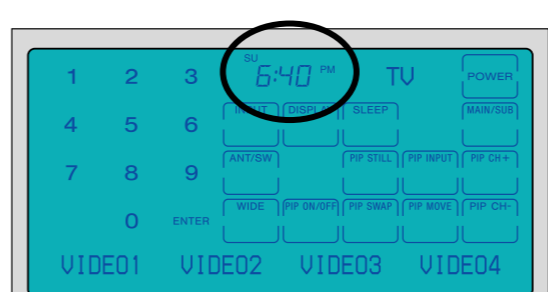 SU
1 2 3 6:40 PM TV POWER
INPUT DISPLAY SLEEP MAIN/SUB
4 5 6
ANT/SW PIP STILL PIP INPUT PIP CH+
7 8 9
WIDE PIP ON/OFF PIP SWAP PIP MOVE PIP CH-
0 ENTER
VIDEO1 VIDEO2 VIDEO3 VIDEO4